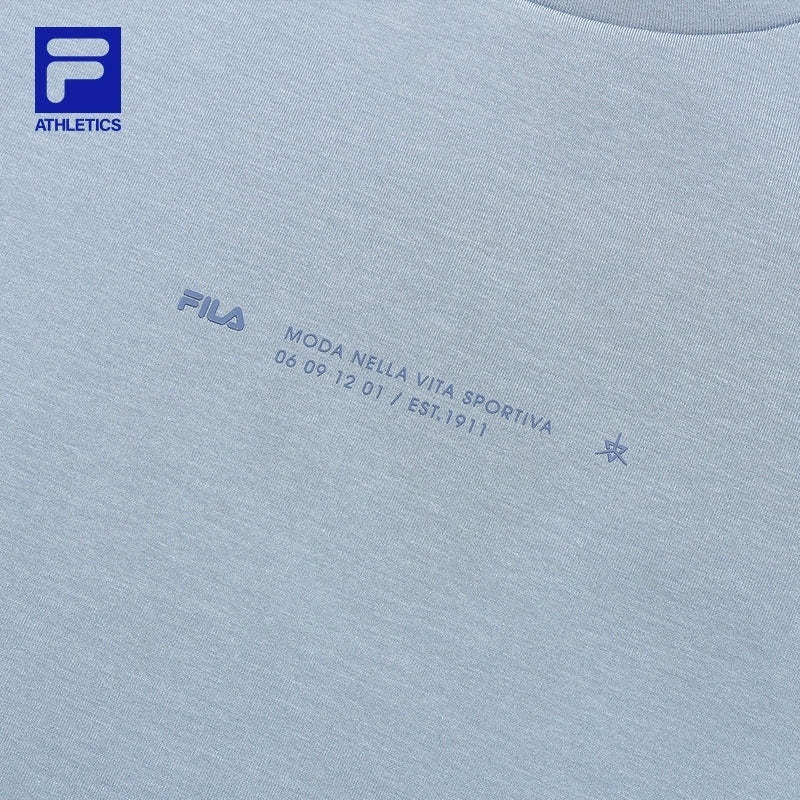 F
ATHLETICS
FILA
MODA NELLA VITA SPORTIVA
06 09 12 01 / EST.1911